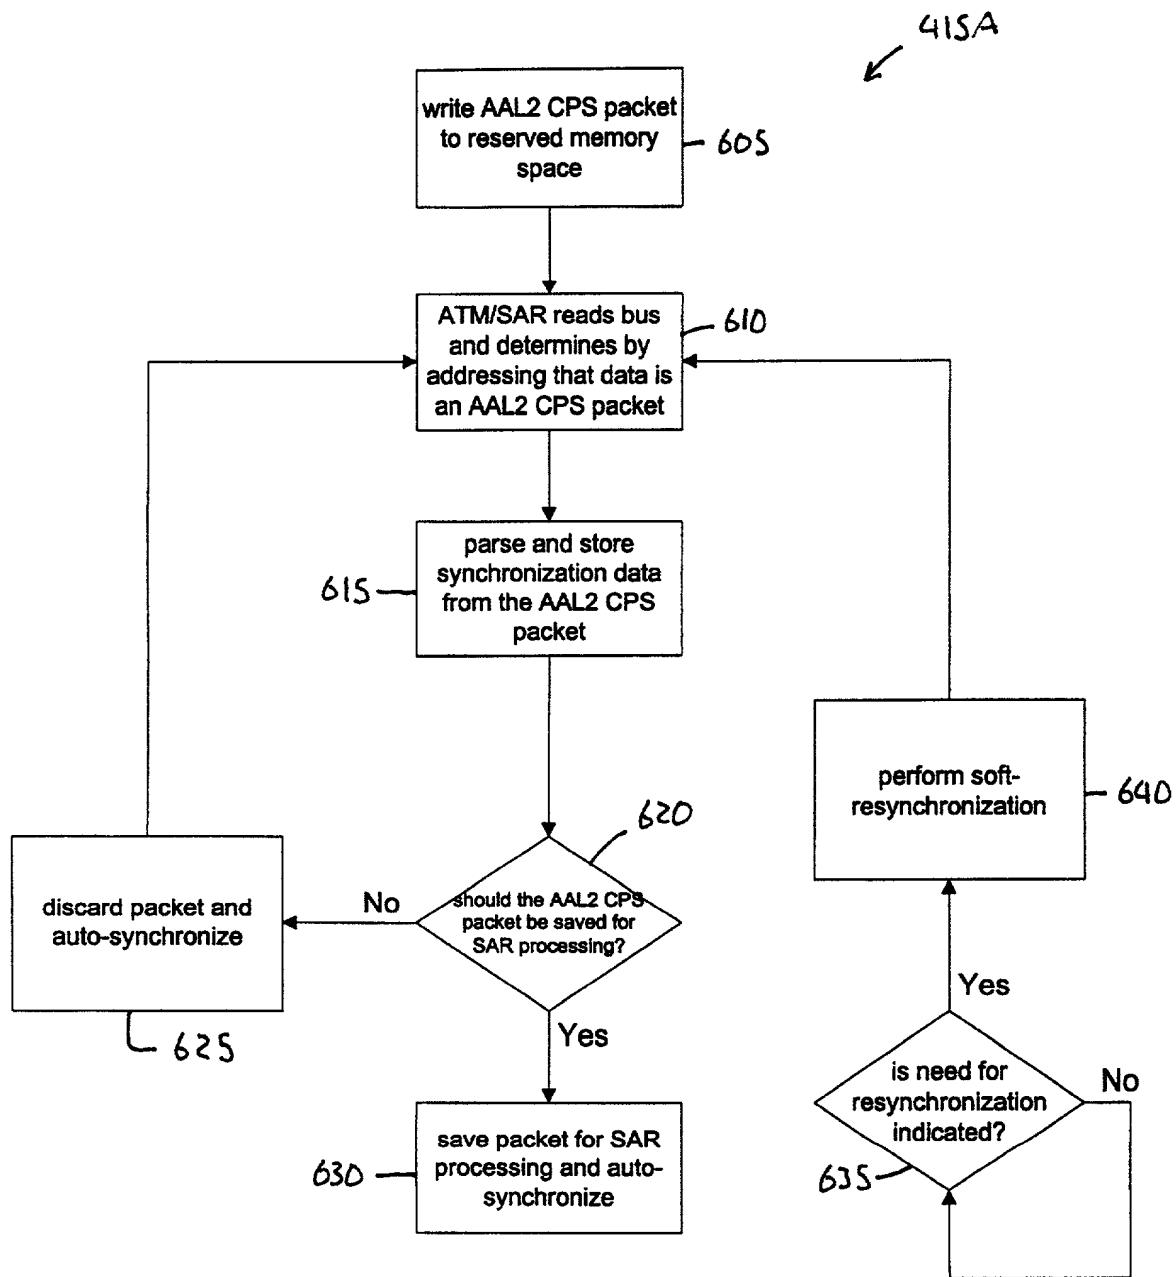 415A
write AAL2 CPS packet
to reserved memory
space
605
ATM/SAR reads bus
and determines by
addressing that data is
an AAL2 CPS packet
610
parse and store
synchronization data
from the AAL2 CPS
packet
615
perform soft-
resynchronization
640
620
should the AAL2 CPS
packet be saved for
SAR processing?
No
Yes
discard packet and
auto-synchronize
625
save packet for SAR
processing and auto-
synchronize
630
is need for
resynchronization
indicated?
Yes
No
635